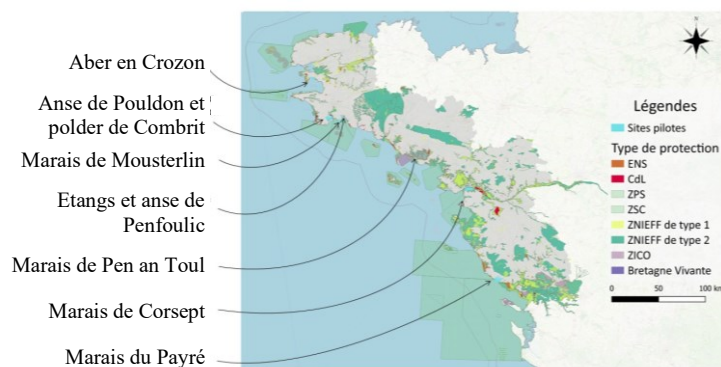 Aber en Crozon
Anse de Pouldon et
polder de Combrit
Marais de Mousterlin
Etangs et anse de
Penfoulic
Marais de Pen an Toul
Marais de Corsept
Marais du Payré
Légendes
Sites pilotes
Type de protection
ENS
CdL
ZPS
ZSC
ZNIEFF de type 1
ZNIEFF de type 2
ZICO
Bretagne Vivante
0 50 100 km